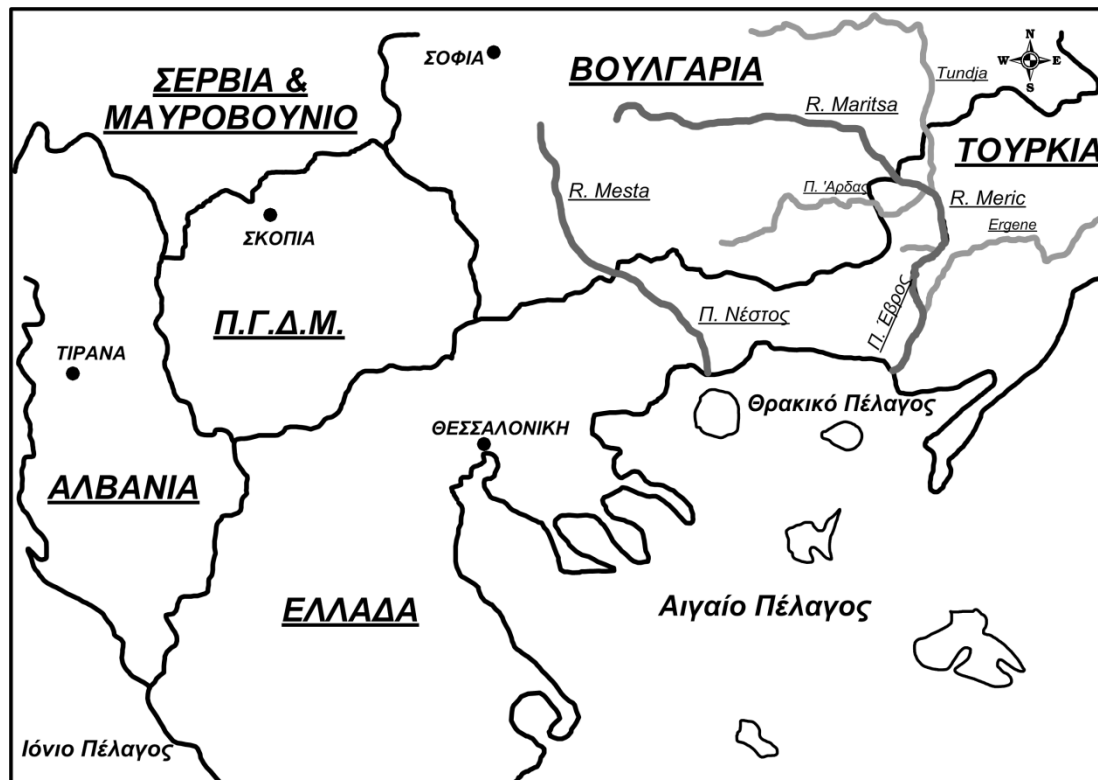 ΣΟΦΙΑ
ΒΟΥΛΓΑΡΙΑ
N
W E
S
Tundja
ΣΕΡΒΙΑ &
ΜΑΥΡΟΒΟΥΝΙΟ
R. Maritsa
ΤΟΥΡΚΙΑ
R. Mesta
Π. Άρδας
R. Meric
Ergene
ΣΚΟΠΙΑ
Π.Γ.Δ.Μ.
Π. Νέστος
Π. Έβρος
ΤΙΡΑΝΑ
Θρακικό Πέλαγος
ΘΕΣΣΑΛΟΝΙΚΗ
ΑΛΒΑΝΙΑ
ΕΛΛΑΔΑ
Αιγαίο Πέλαγος
Ιόνιο Πέλαγος